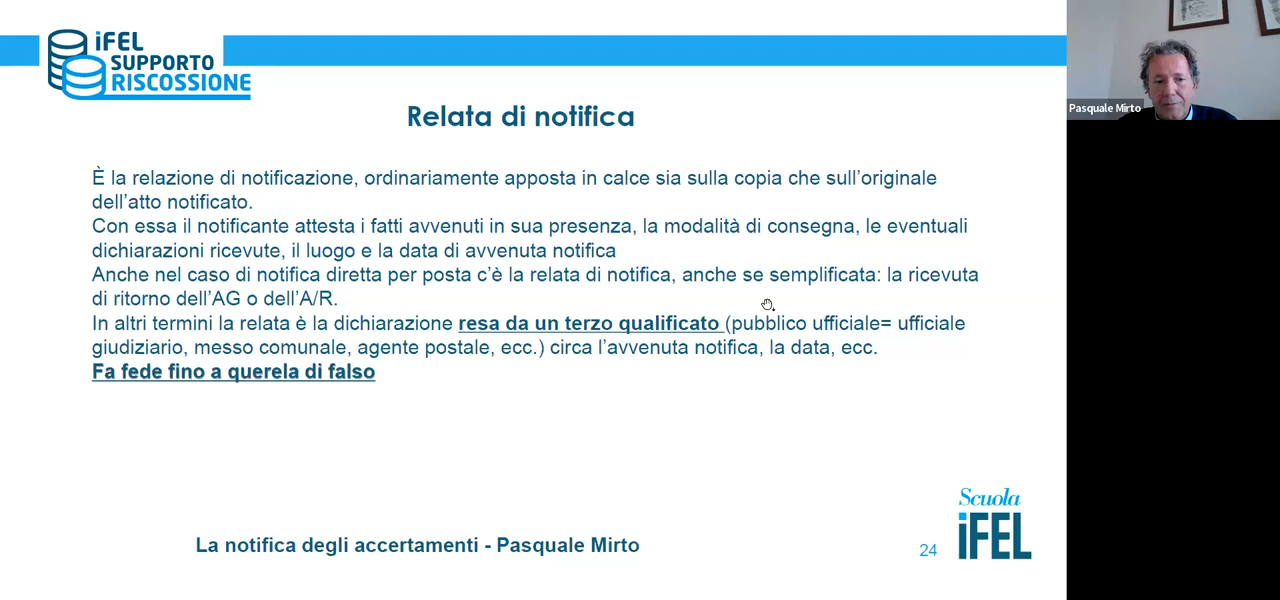 iFEL
SUPPORTO
RISCOSSIONE
Relata di notifica
È la relazione di notificazione, ordinariamente apposta in calce sia sulla copia che sull'originale
dell'atto notificato.
Con essa il notificante attesta i fatti avvenuti in sua presenza, la modalità di consegna, le eventuali
dichiarazioni ricevute, il luogo e la data di avvenuta notifica
Anche nel caso di notifica diretta per posta c'è la relata di notifica, anche se semplificata: la ricevuta
di ritorno dell'AG o dell'A/R.
In altri termini la relata è la dichiarazione resa da un terzo qualificato (pubblico ufficiale= ufficiale
giudiziario, messo comunale, agente postale, ecc.) circa l'avvenuta notifica, la data, ecc.
Fa fede fino a querela di falso
La notifica degli accertamenti - Pasquale Mirto
24
Scuola
iFEL
Pasquale Mirto